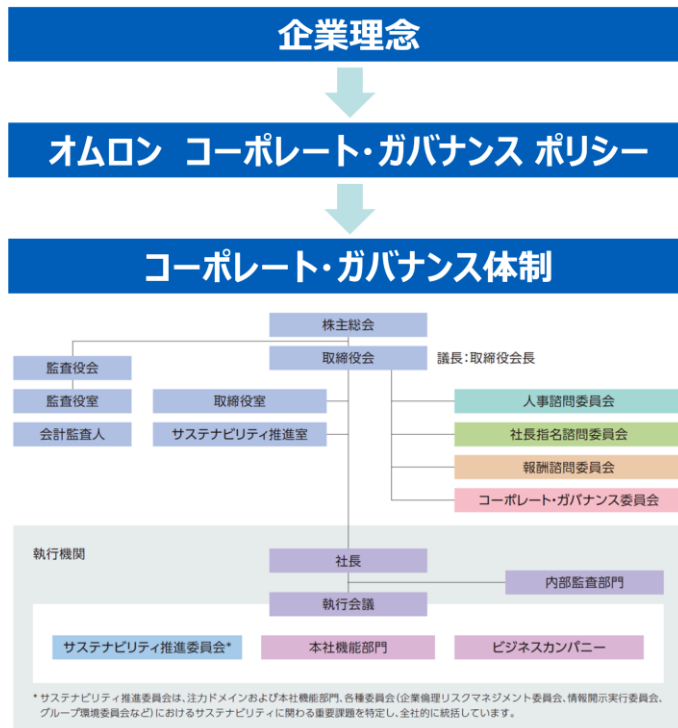 企業理念
オムロン コーポレート・ガバナンス ポリシー
コーポレート・ガバナンス体制
株主総会
監査役会
取締役会
議長：取締役会長
監査役室
取締役室
人事諮問委員会
会計監査人
サステナビリティ推進室
社長指名諮問委員会
報酬諮問委員会
コーポレート・ガバナンス委員会
執行機関
社長
内部監査部門
執行会議
サステナビリティ推進委員会*
本社機能部門
ビジネスカンパニー
* サステナビリティ推進委員会は、注力ドメインおよび本社機能部門、各種委員会（企業倫理リスクマネジメント委員会、情報開示実行委員会、
グループ環境委員会など）におけるサステナビリティに関わる重要課題を特定し、全社的に統括しています。